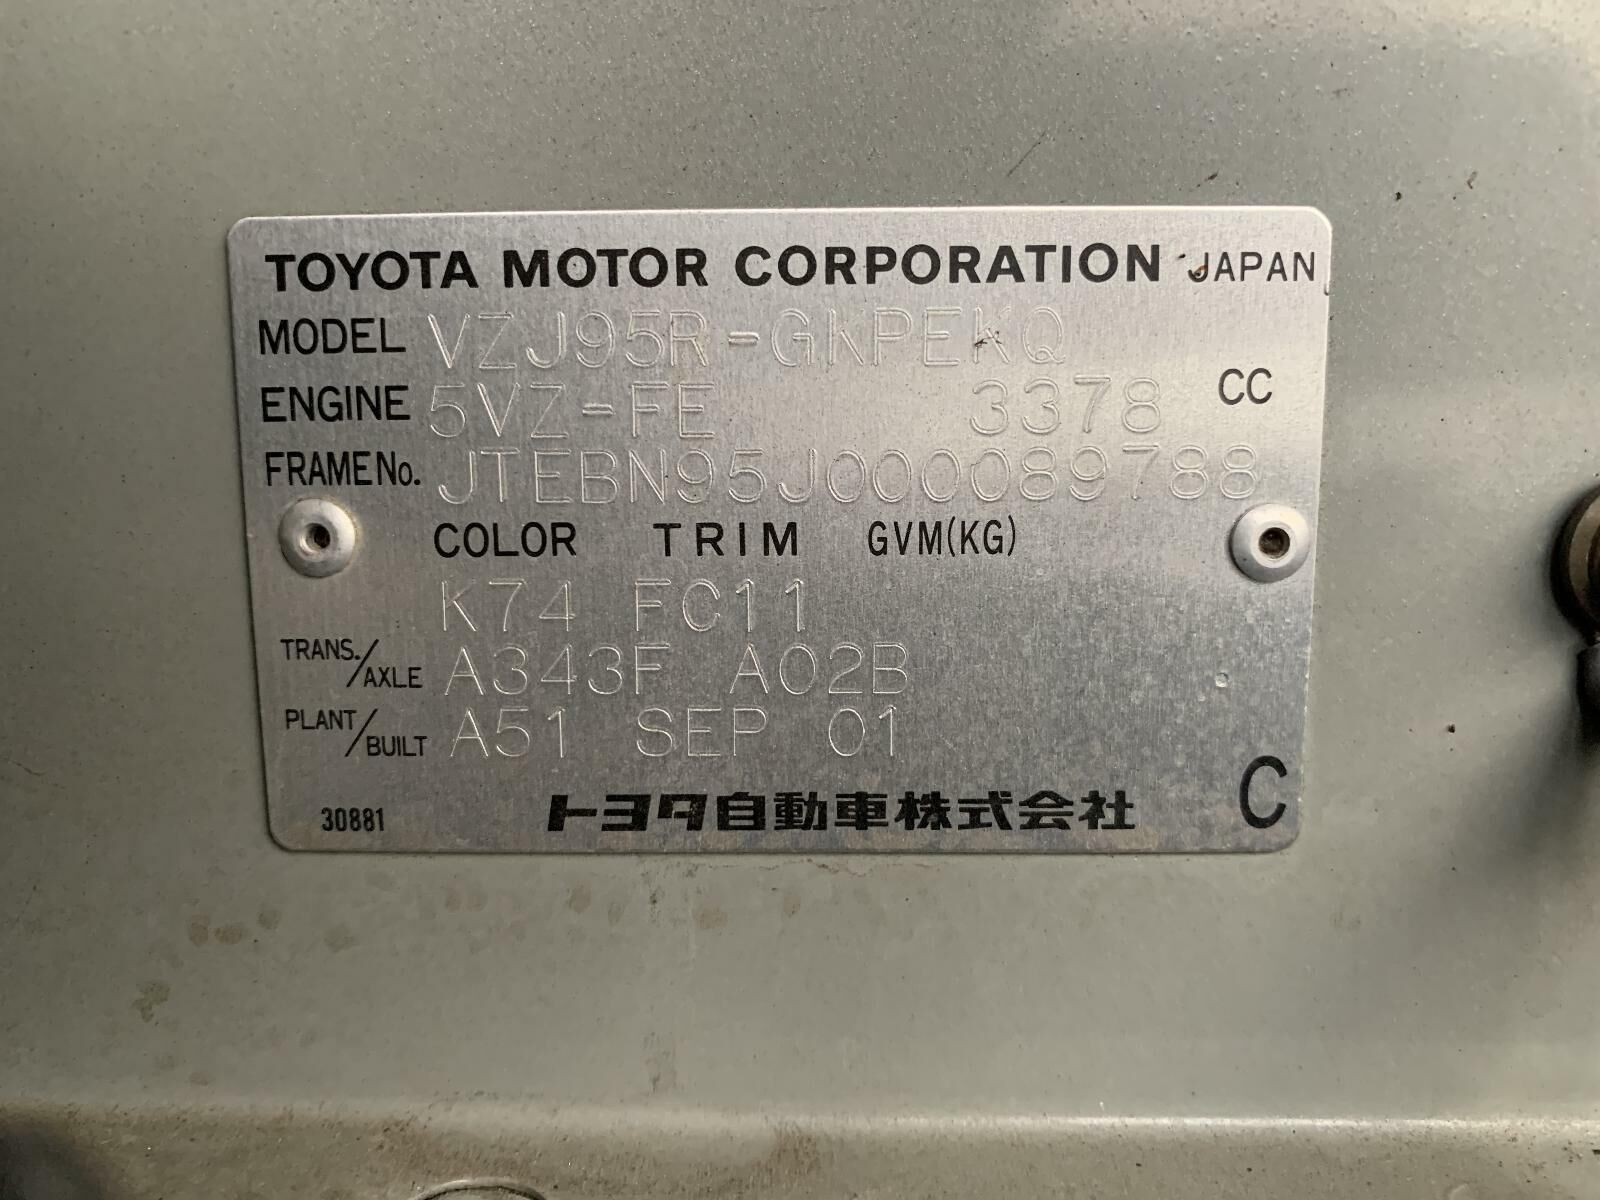 TOYOTA MOTOR CORPORATION JAPAN
MODEL VZJ95R-GKPEKQ
ENGINE 5VZ-FE 3378 CC
FRAME No. JTEBN95J000089788
COLOR TRIM GVM(KG)
K74 FC11
TRANS./AXLE A343F A02B
PLANT/BUILT A51 SEP 01
30881 トヨタ自動車株式会社 C